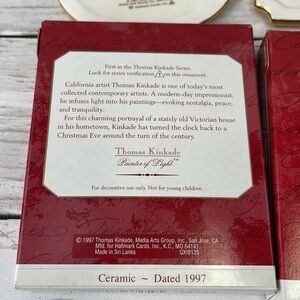 First in the Thomas Kinkade Series.
Look for series verification 1 on this ornament.
California artist Thomas Kinkade is one of today's most
collected contemporary artists. A modern-day impressionist,
he infuses light into his paintings—evoking nostalgia, peace,
and tranquility.
For this charming portrayal of a stately old Victorian house
in his hometown, Kinkade has turned the clock back to a
Christmas Eve around the turn of the century.
Thomas Kinkade
Painter of Light™
For decorative use only. Not for young children.
© 1997 Thomas Kinkade, Media Arts Group, Inc., San Jose, CA
Mfd. for Hallmark Cards, Inc., K.C., MO 64141
Made in Sri Lanka
QX6135
Ceramic ~ Dated 1997